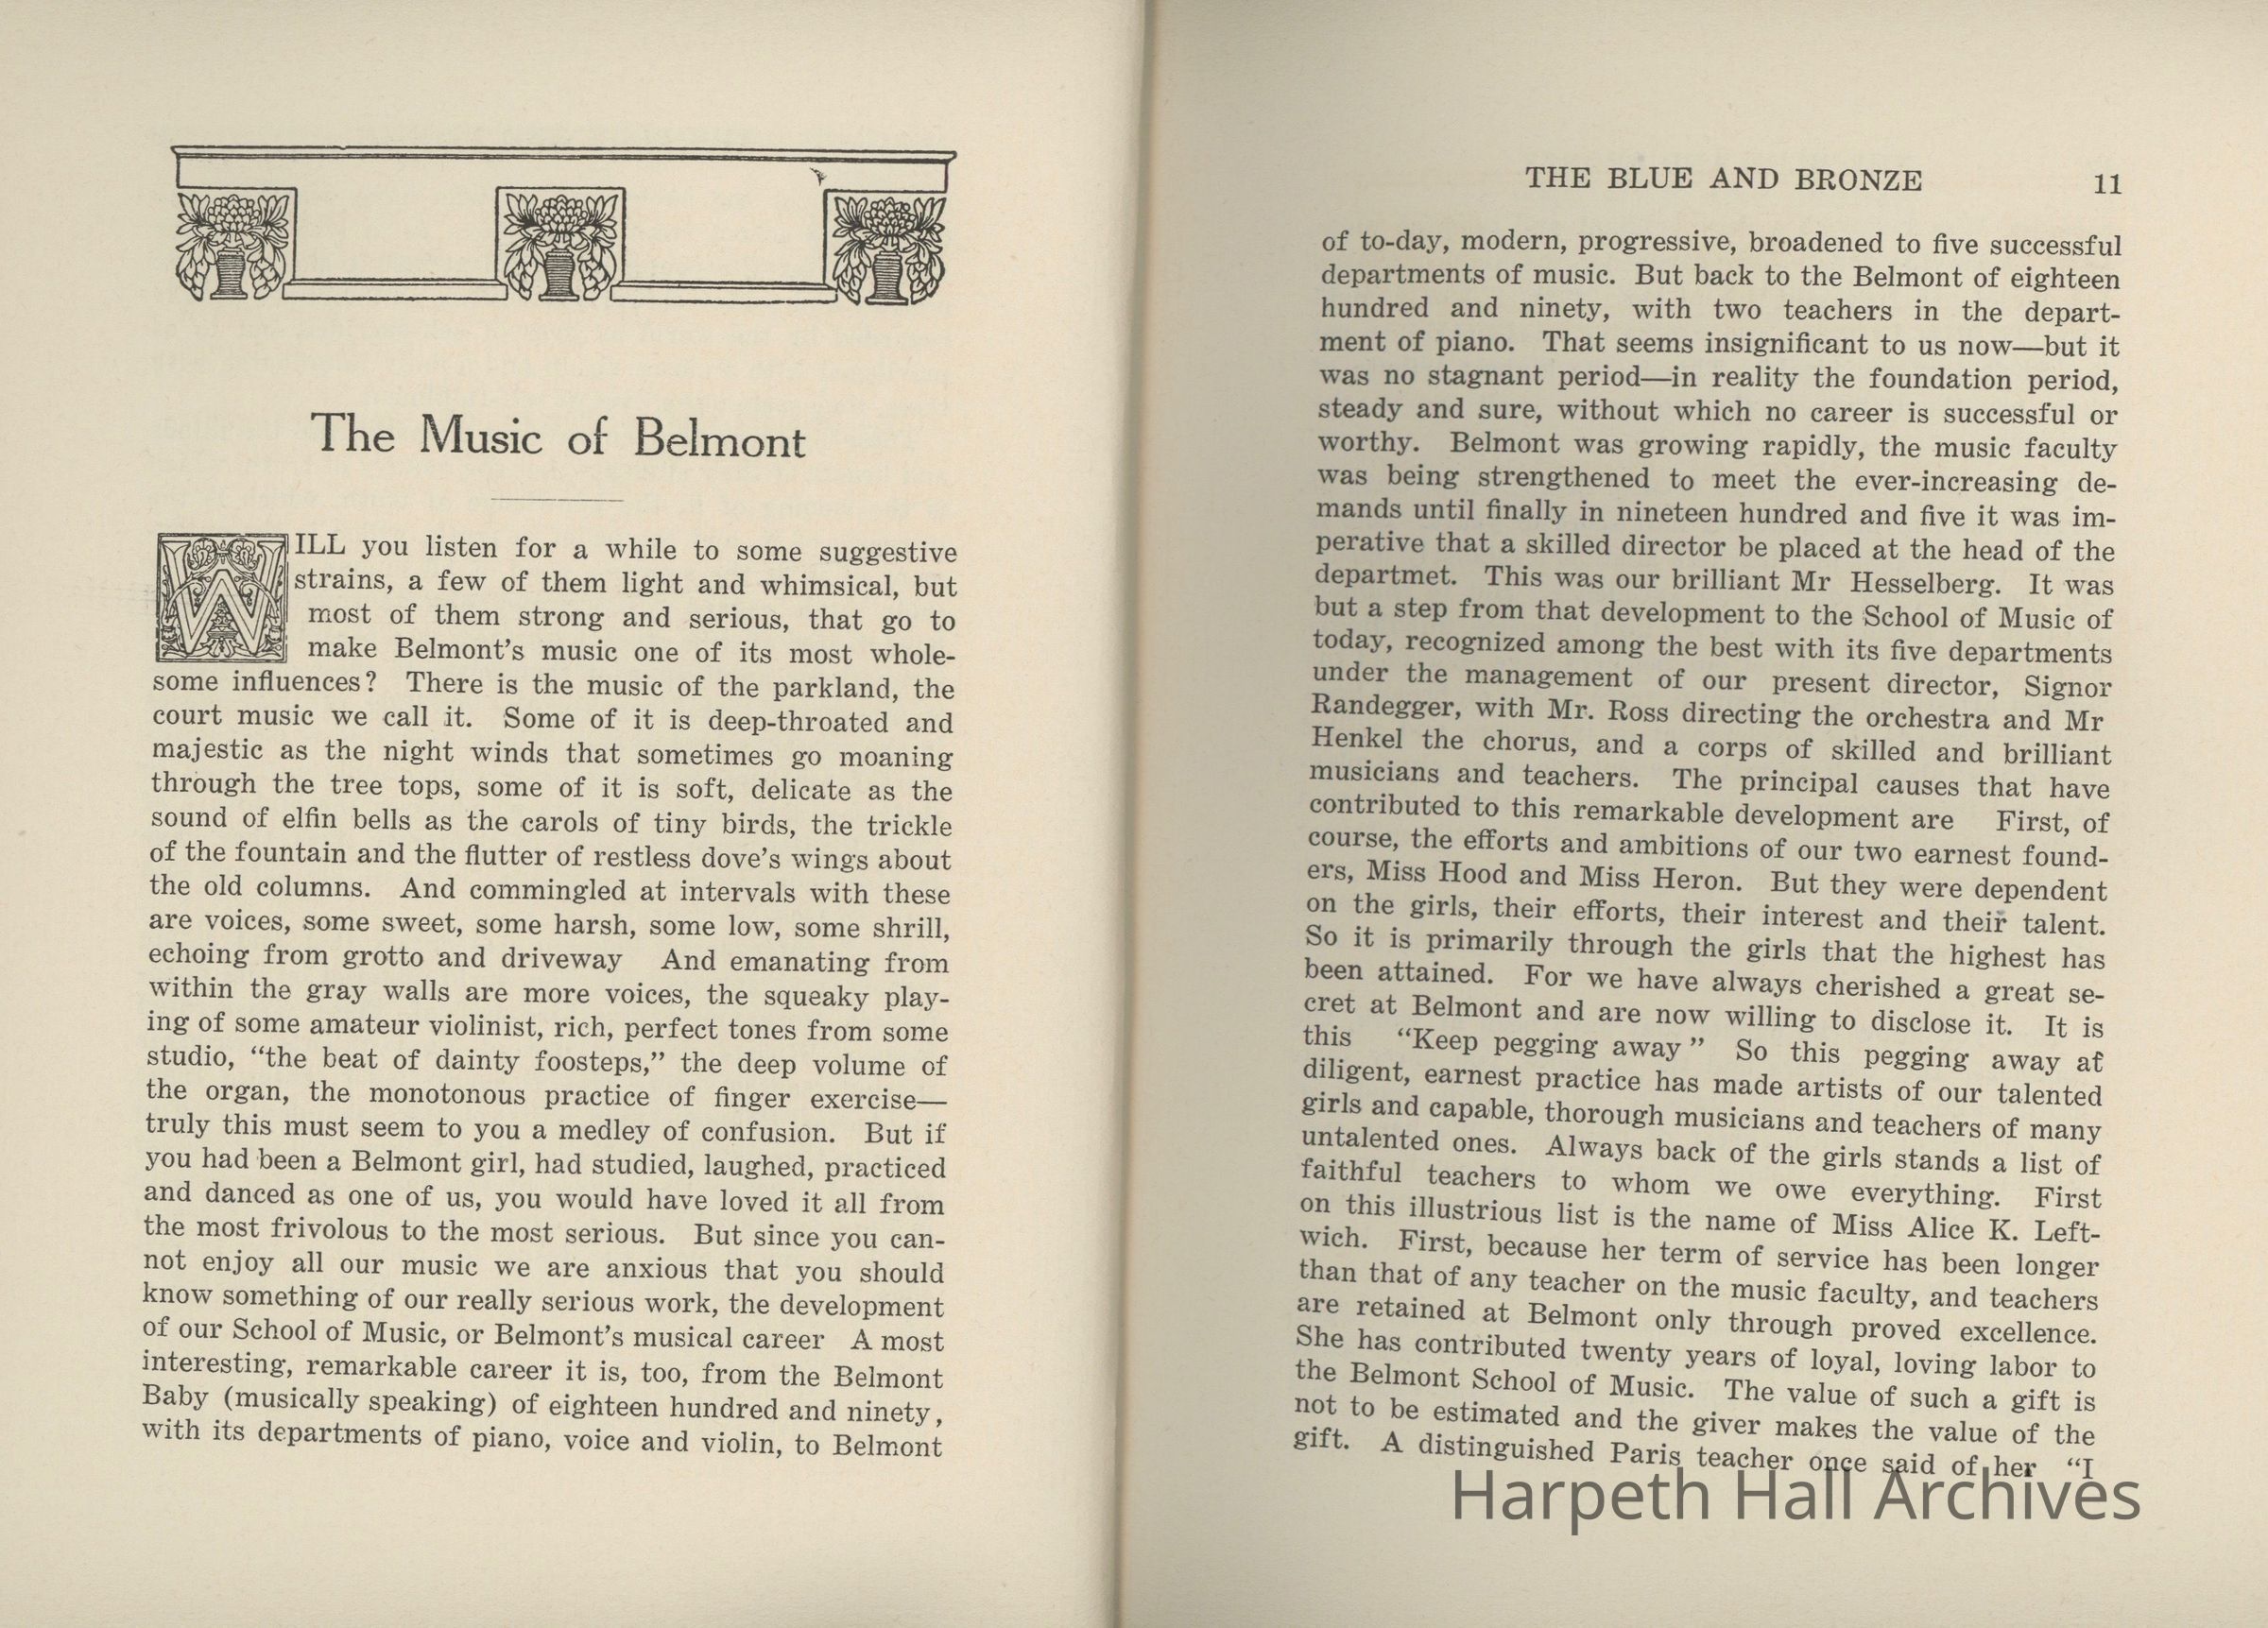 The Music of Belmont
WILL you listen for a while to some suggestive
strains, a few of them light and whimsical, but
most of them strong and serious, that go to
make Belmont's music one of its most whole-
some influences? There is the music of the parkland, the
court music we call it. Some of it is deep-throated and
majestic as the night winds that sometimes go moaning
through the tree tops, some of it is soft, delicate as the
sound of elfin bells as the carols of tiny birds, the trickle
of the fountain and the flutter of restless dove's wings about
the old columns. And commingled at intervals with these
are voices, some sweet, some harsh, some low, some shrill,
echoing from grotto and driveway And emanating from
within the gray walls are more voices, the squeaky play-
ing of some amateur violinist, rich, perfect tones from some
studio, "the beat of dainty foosteps," the deep volume of
the organ, the monotonous practice of finger exercise—
truly this must seem to you a medley of confusion. But if
you had been a Belmont girl, had studied, laughed, practiced
and danced as one of us, you would have loved it all from
the most frivolous to the most serious. But since you can-
not enjoy all our music we are anxious that you should
know something of our really serious work, the development
of our School of Music, or Belmont's musical career A most
interesting, remarkable career it is, too, from the Belmont
Baby (musically speaking) of eighteen hundred and ninety,
with its departments of piano, voice and violin, to Belmont
THE BLUE AND BRONZE 11
of to-day, modern, progressive, broadened to five successful
departments of music. But back to the Belmont of eighteen
hundred and ninety, with two teachers in the depart-
ment of piano. That seems insignificant to us now—but it
was no stagnant period—in reality the foundation period,
steady and sure, without which no career is successful or
worthy. Belmont was growing rapidly, the music faculty
was being strengthened to meet the ever-increasing de-
mands until finally in nineteen hundred and five it was im-
perative that a skilled director be placed at the head of the
departmet. This was our brilliant Mr Hesselberg. It was
but a step from that development to the School of Music of
today, recognized among the best with its five departments
under the management of our present director, Signor
Randegger, with Mr. Ross directing the orchestra and Mr
Henkel the chorus, and a corps of skilled and brilliant
musicians and teachers. The principal causes that have
contributed to this remarkable development are First, of
course, the efforts and ambitions of our two earnest found-
ers, Miss Hood and Miss Heron. But they were dependent
on the girls, their efforts, their interest and their talent.
So it is primarily through the girls that the highest has
been attained. For we have always cherished a great se-
cret at Belmont and are now willing to disclose it. It is
this "Keep pegging away" So this pegging away at
diligent, earnest practice has made artists of our talented
girls and capable, thorough musicians and teachers of many
untalented ones. Always back of the girls stands a list of
faithful teachers to whom we owe everything. First
on this illustrious list is the name of Miss Alice K. Left-
wich. First, because her term of service has been longer
than that of any teacher on the music faculty, and teachers
are retained at Belmont only through proved excellence.
She has contributed twenty years of loyal, loving labor to
the Belmont School of Music. The value of such a gift is
not to be estimated and the giver makes the value of the
gift. A distinguished Paris teacher once said of her "I
Harpeth Hall Archives